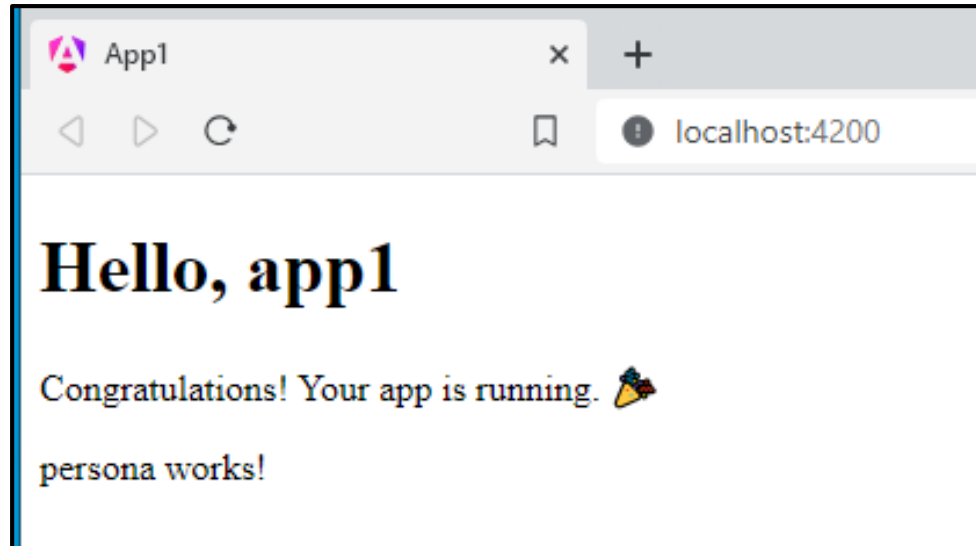 App1
localhost:4200
Hello, app1
Congratulations! Your app is running. 🎉
persona works!